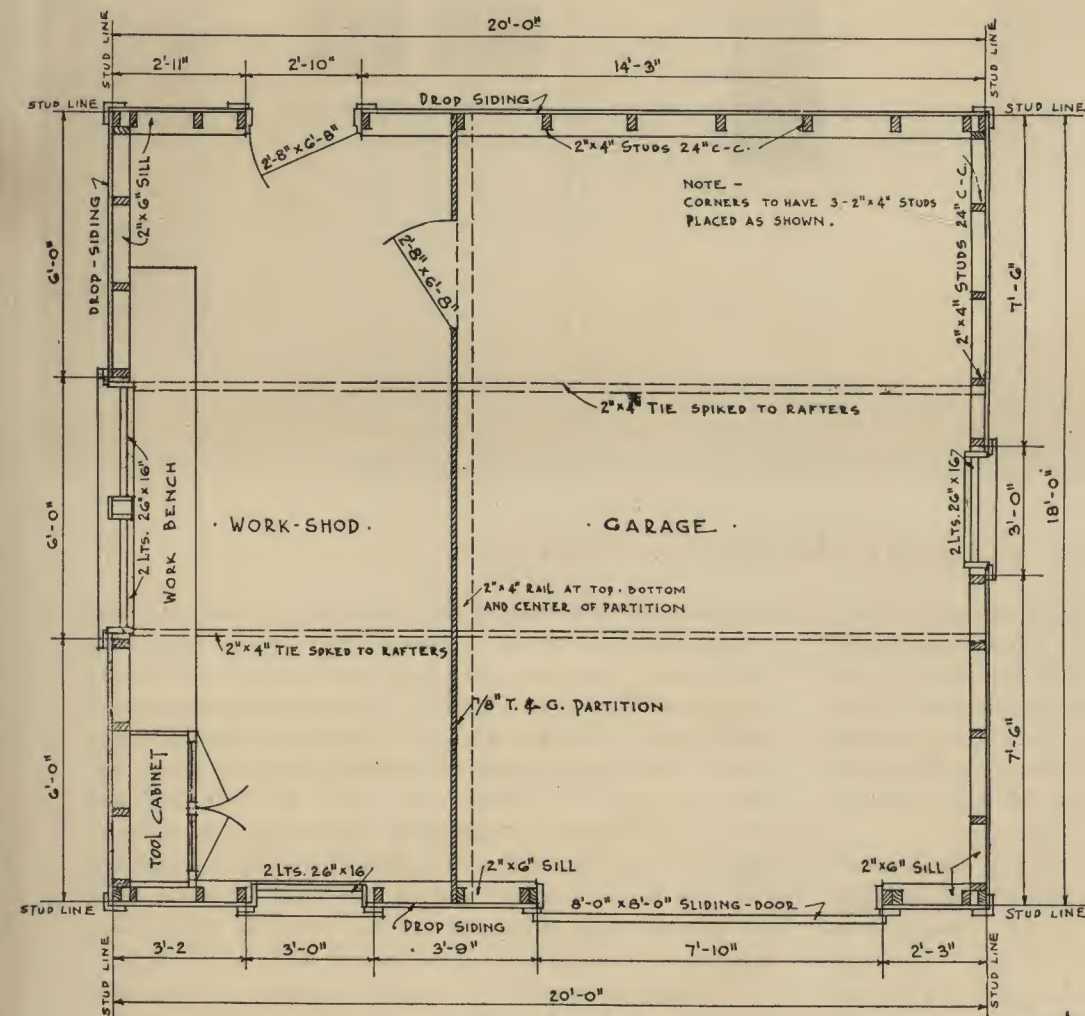 20'-0"
STUD LINE
STUD LINE
2'-11"
2'-10"
14'-3"
STUD LINE
DROP SIDING
STUD LINE
2"x6" SILL
2'-8" x 6'-8"
2"x4" STUDS 24" C-C.
NOTE -
CORNERS TO HAVE 3-2"x4" STUDS
PLACED AS SHOWN.
2"x4" STUDS 24" C-C.
DROP-SIDING
6'-0"
2'-8" x 6'-8"
7'-6"
2"x4" TIE SPIKED TO RAFTERS
6'-0"
2 LTS. 26"x16"
WORK BENCH
· WORK-SHOD ·
· GARAGE ·
2 LTS. 26"x16"
3'-0"
18'-0"
2"x4" RAIL AT TOP · BOTTOM
AND CENTER OF PARTITION
2"x4" TIE SPIKED TO RAFTERS
7/8" T. & G. PARTITION
6'-0"
TOOL CABINET
7'-6"
2 LTS. 26"x16
2"x6" SILL
2"x6" SILL
8'-0" x 8'-0" SLIDING-DOOR
STUD LINE
DROP SIDING
STUD LINE
3'-2
3'-0"
3'-9"
7'-10"
2'-3"
STUD LINE
STUD LINE
20'-0"